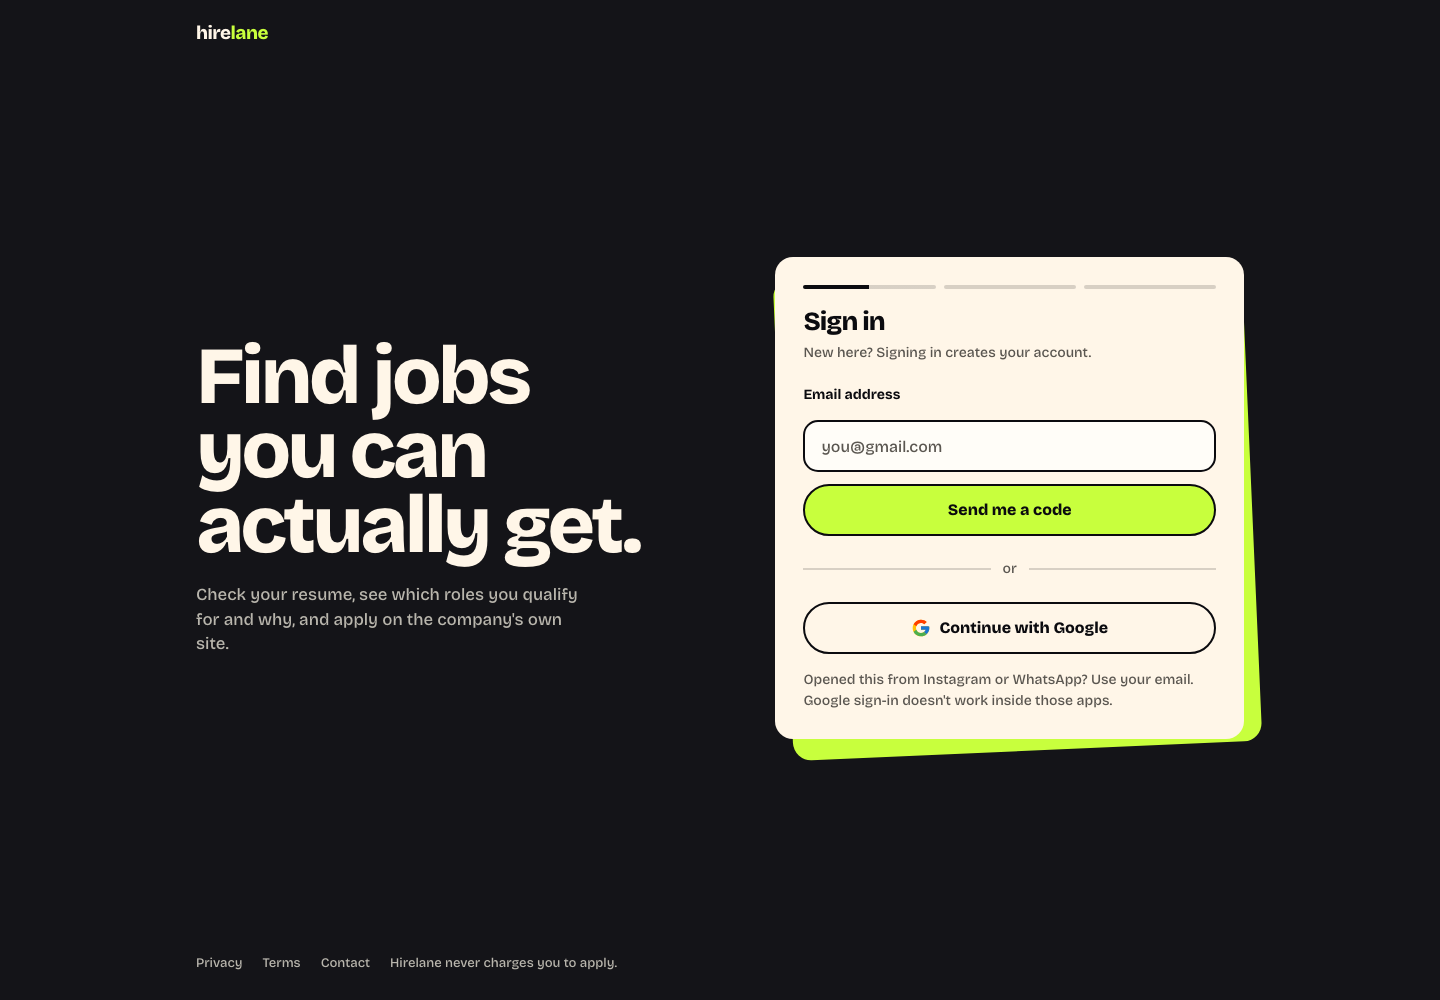 hirelane
Find jobs
you can
actually get.
Check your resume, see which roles you qualify
for and why, and apply on the company's own
site.
Sign in
New here? Signing in creates your account.
Email address
you@gmail.com
Send me a code
or
Continue with Google
Opened this from Instagram or WhatsApp? Use your email.
Google sign-in doesn't work inside those apps.
Privacy Terms Contact Hirelane never charges you to apply.